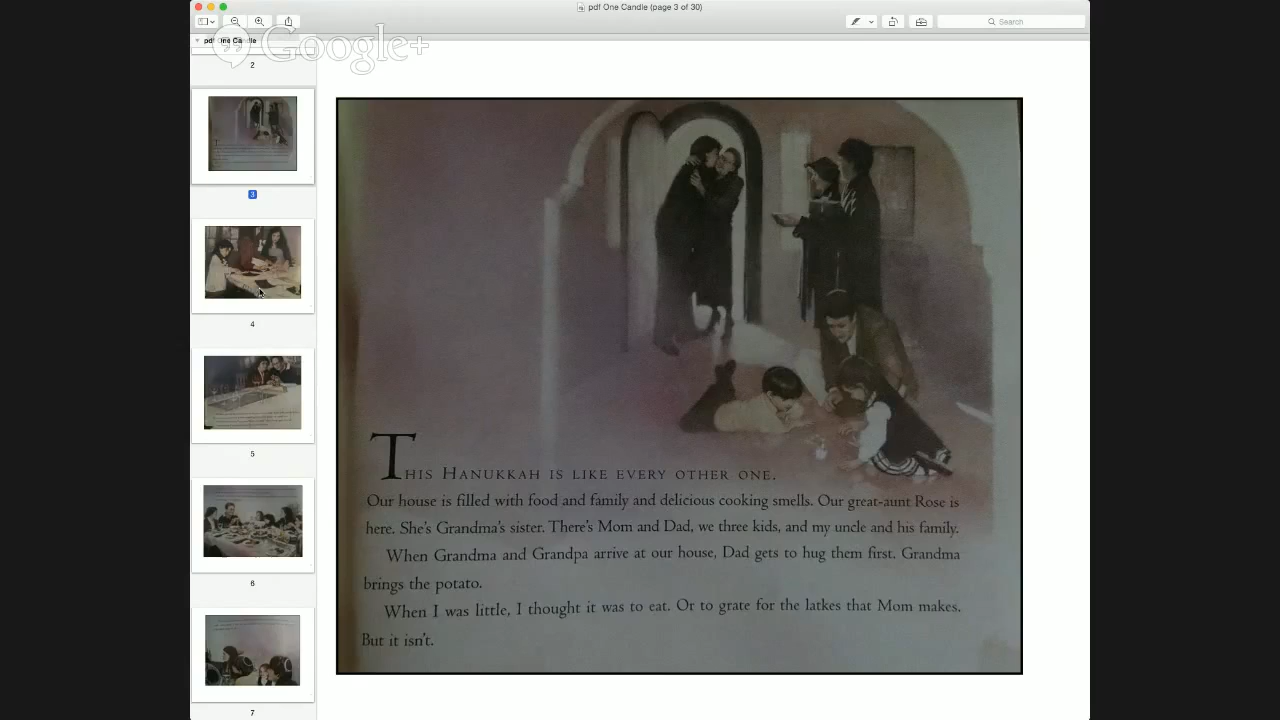 pdf One Candle (page 3 of 30)
Search
pdf One Candle
Google+
2
3
4
5
6
7
THIS HANUKKAH IS LIKE EVERY OTHER ONE.
Our house is filled with food and family and delicious cooking smells. Our great-aunt Rose is
here. She's Grandma's sister. There's Mom and Dad, we three kids, and my uncle and his family.
When Grandma and Grandpa arrive at our house, Dad gets to hug them first. Grandma
brings the potato.
When I was little, I thought it was to eat. Or to grate for the latkes that Mom makes.
But it isn't.